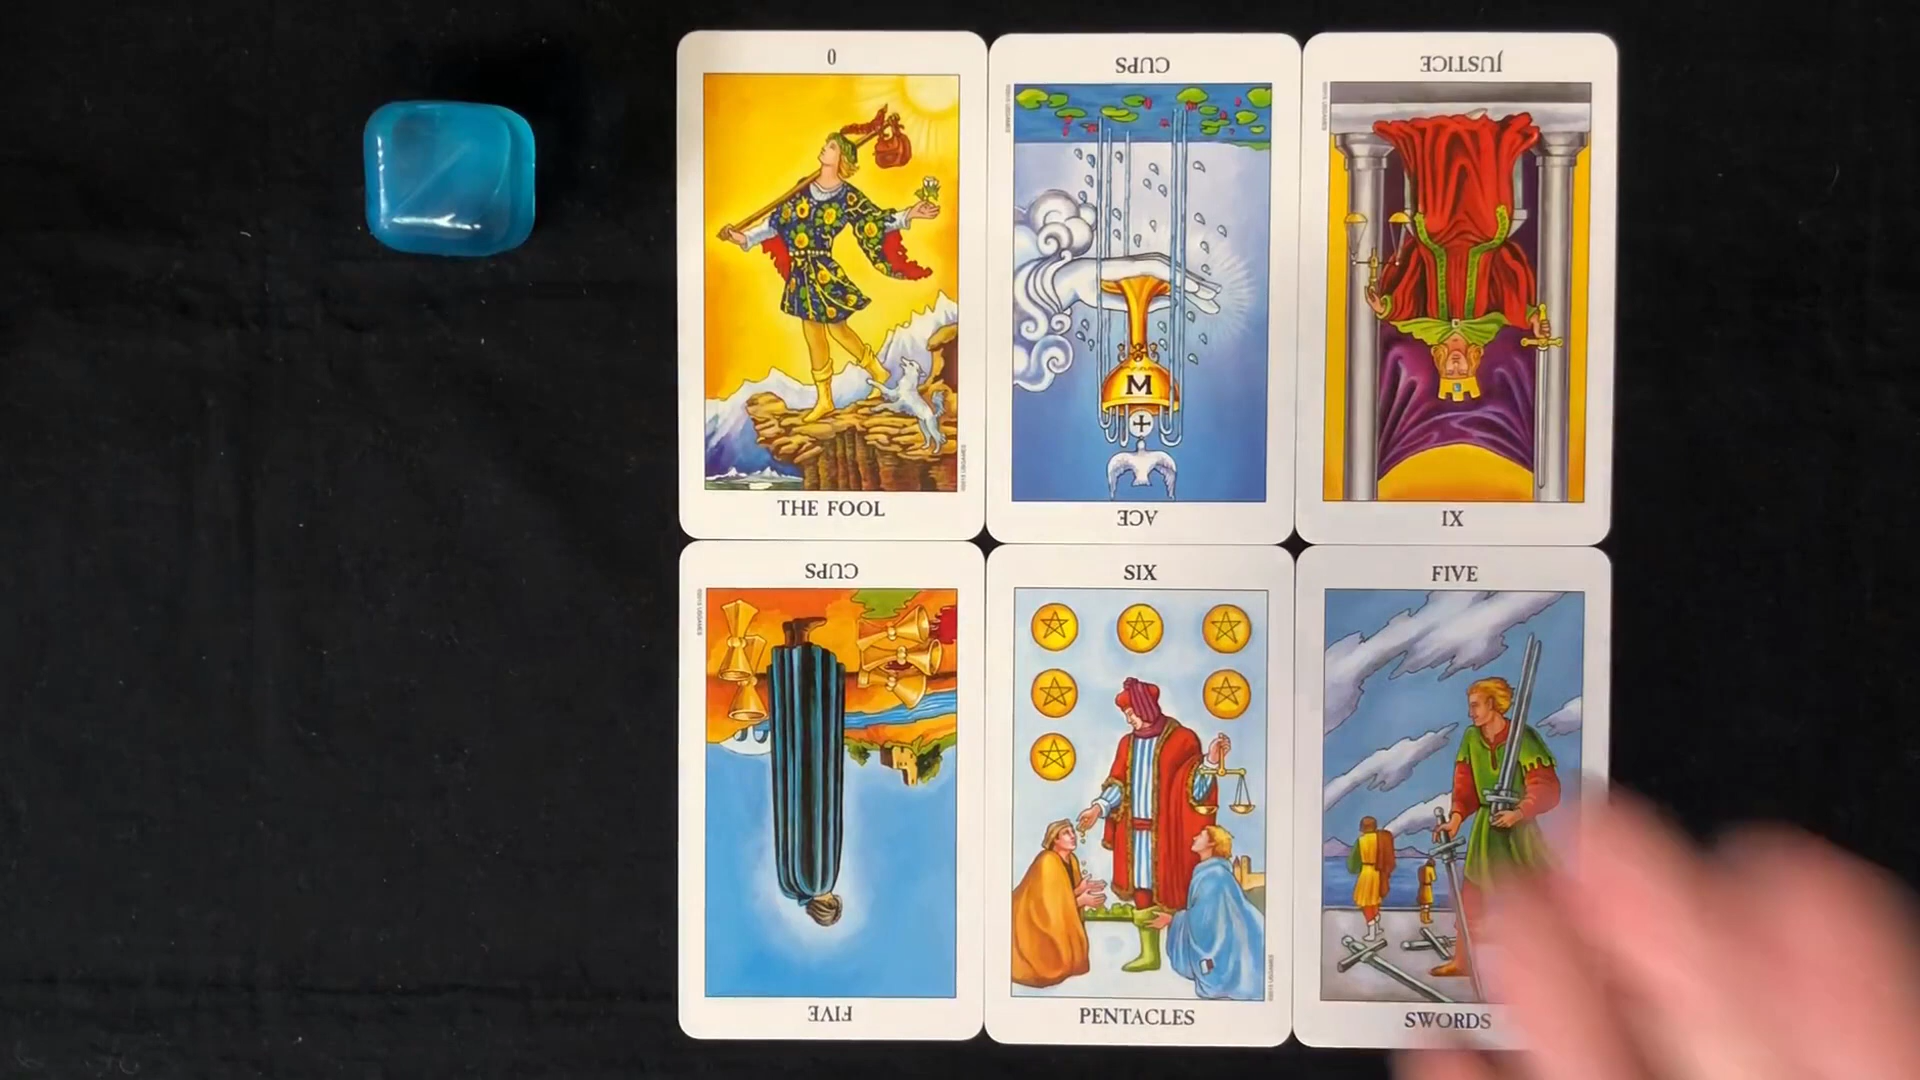 0
THE FOOL
CUPS
M
ACE
JUSTICE
XI
CUPS
FIVE
SIX
PENTACLES
FIVE
SWORDS